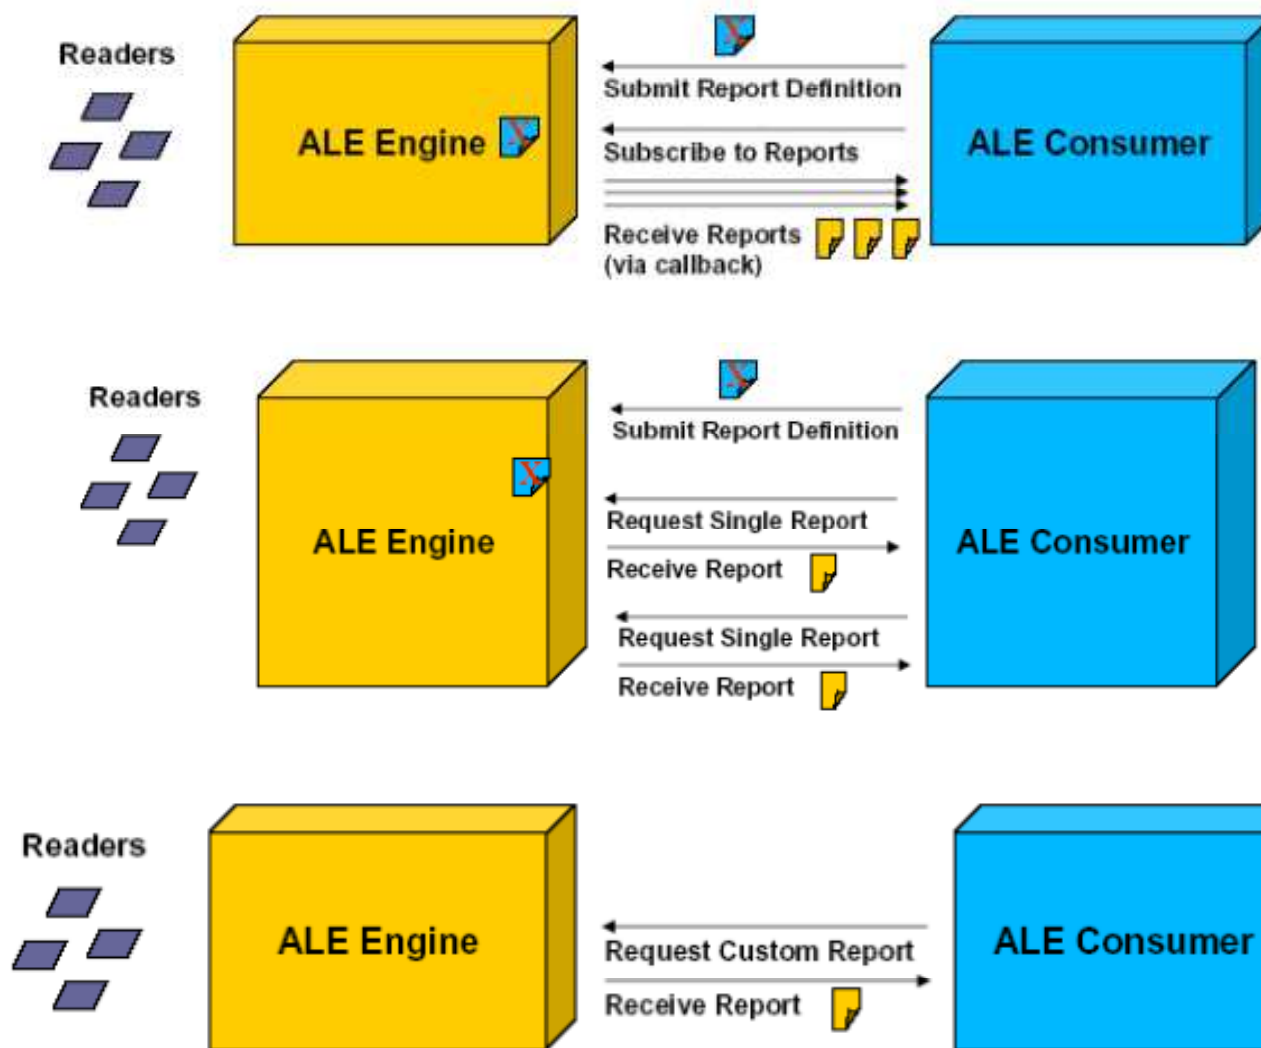 Readers
ALE Engine
X
X
Submit Report Definition
Subscribe to Reports
Receive Reports
(via callback)
ALE Consumer
Readers
ALE Engine
X
X
Submit Report Definition
Request Single Report
Receive Report
Request Single Report
Receive Report
ALE Consumer
Readers
ALE Engine
Request Custom Report
Receive Report
ALE Consumer